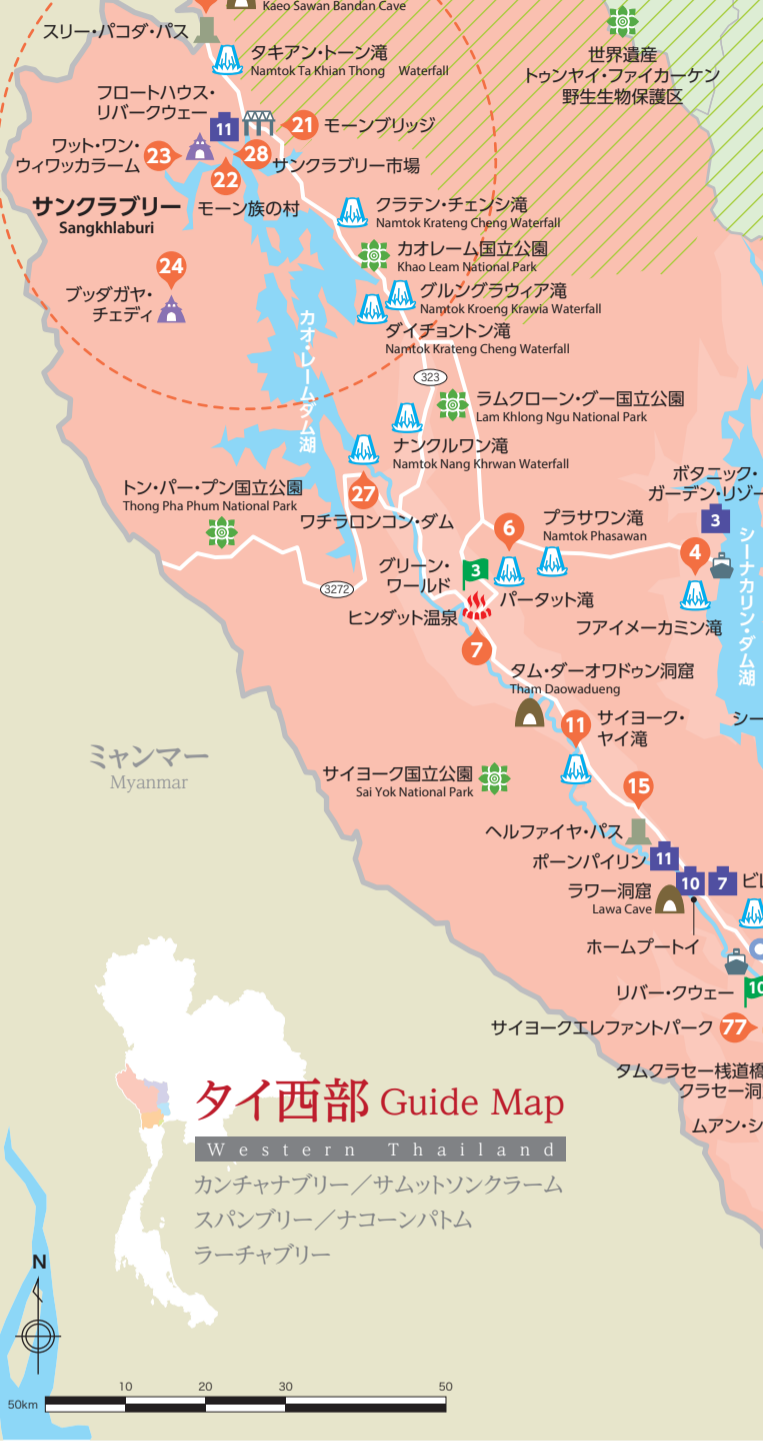 Kaeo Sawan Bandan Cave
スリー・パコダ・パス
タキアン・トーン滝
Namtok Ta Khian Thong Waterfall
世界遺産
トゥンヤイ・ファイカーケン
野生生物保護区
フロートハウス・
リバークウェー
11
21
モーンブリッジ
ワット・ワン・
ウィワッカラーム
23
28
サンクラブリー市場
22
モーン族の村
サンクラブリー
Sangkhlaburi
クラテン・チェンシ滝
Namtok Krateng Cheng Waterfall
カオレーム国立公園
Khao Leam National Park
24
ブッダガヤ・
チェディ
グルングラウィア滝
Namtok Kroeng Krawia Waterfall
ダイチョントン滝
Namtok Krateng Cheng Waterfall
カオ・レームダム湖
323
ラムクローン・グー国立公園
Lam Khlong Ngu National Park
ナンクルワン滝
Namtok Nang Khrwan Waterfall
トン・パー・プン国立公園
Thong Pha Phum National Park
27
ワチラロンコン・ダム
ボタニック・
ガーデン・リゾー
3
6
プラサワン滝
Namtok Phasawan
4
シーナカリン・ダム湖
グリーン・
ワールド
3
3272
パータット滝
ヒンダット温泉
フアイメーカミン滝
7
タム・ダーオワドゥン洞窟
Tham Daowadueng
11
サイヨーク・
ヤイ滝
シー
ミャンマー
Myanmar
サイヨーク国立公園
Sai Yok National Park
15
ヘルファイヤ・パス
ポーンパイリン
11
10
7
ビレ
ラワー洞窟
Lawa Cave
ホームプートイ
リバー・クウェー
10
サイヨークエレファントパーク
77
タムクラセー桟道橋
クラセー洞
ムアン・シ
タイ西部 Guide Map
Western Thailand
カンチャナブリー／サムットソンクラーム
スパンブリー／ナコーンパトム
ラーチャブリー
N
10 20 30 50
50km